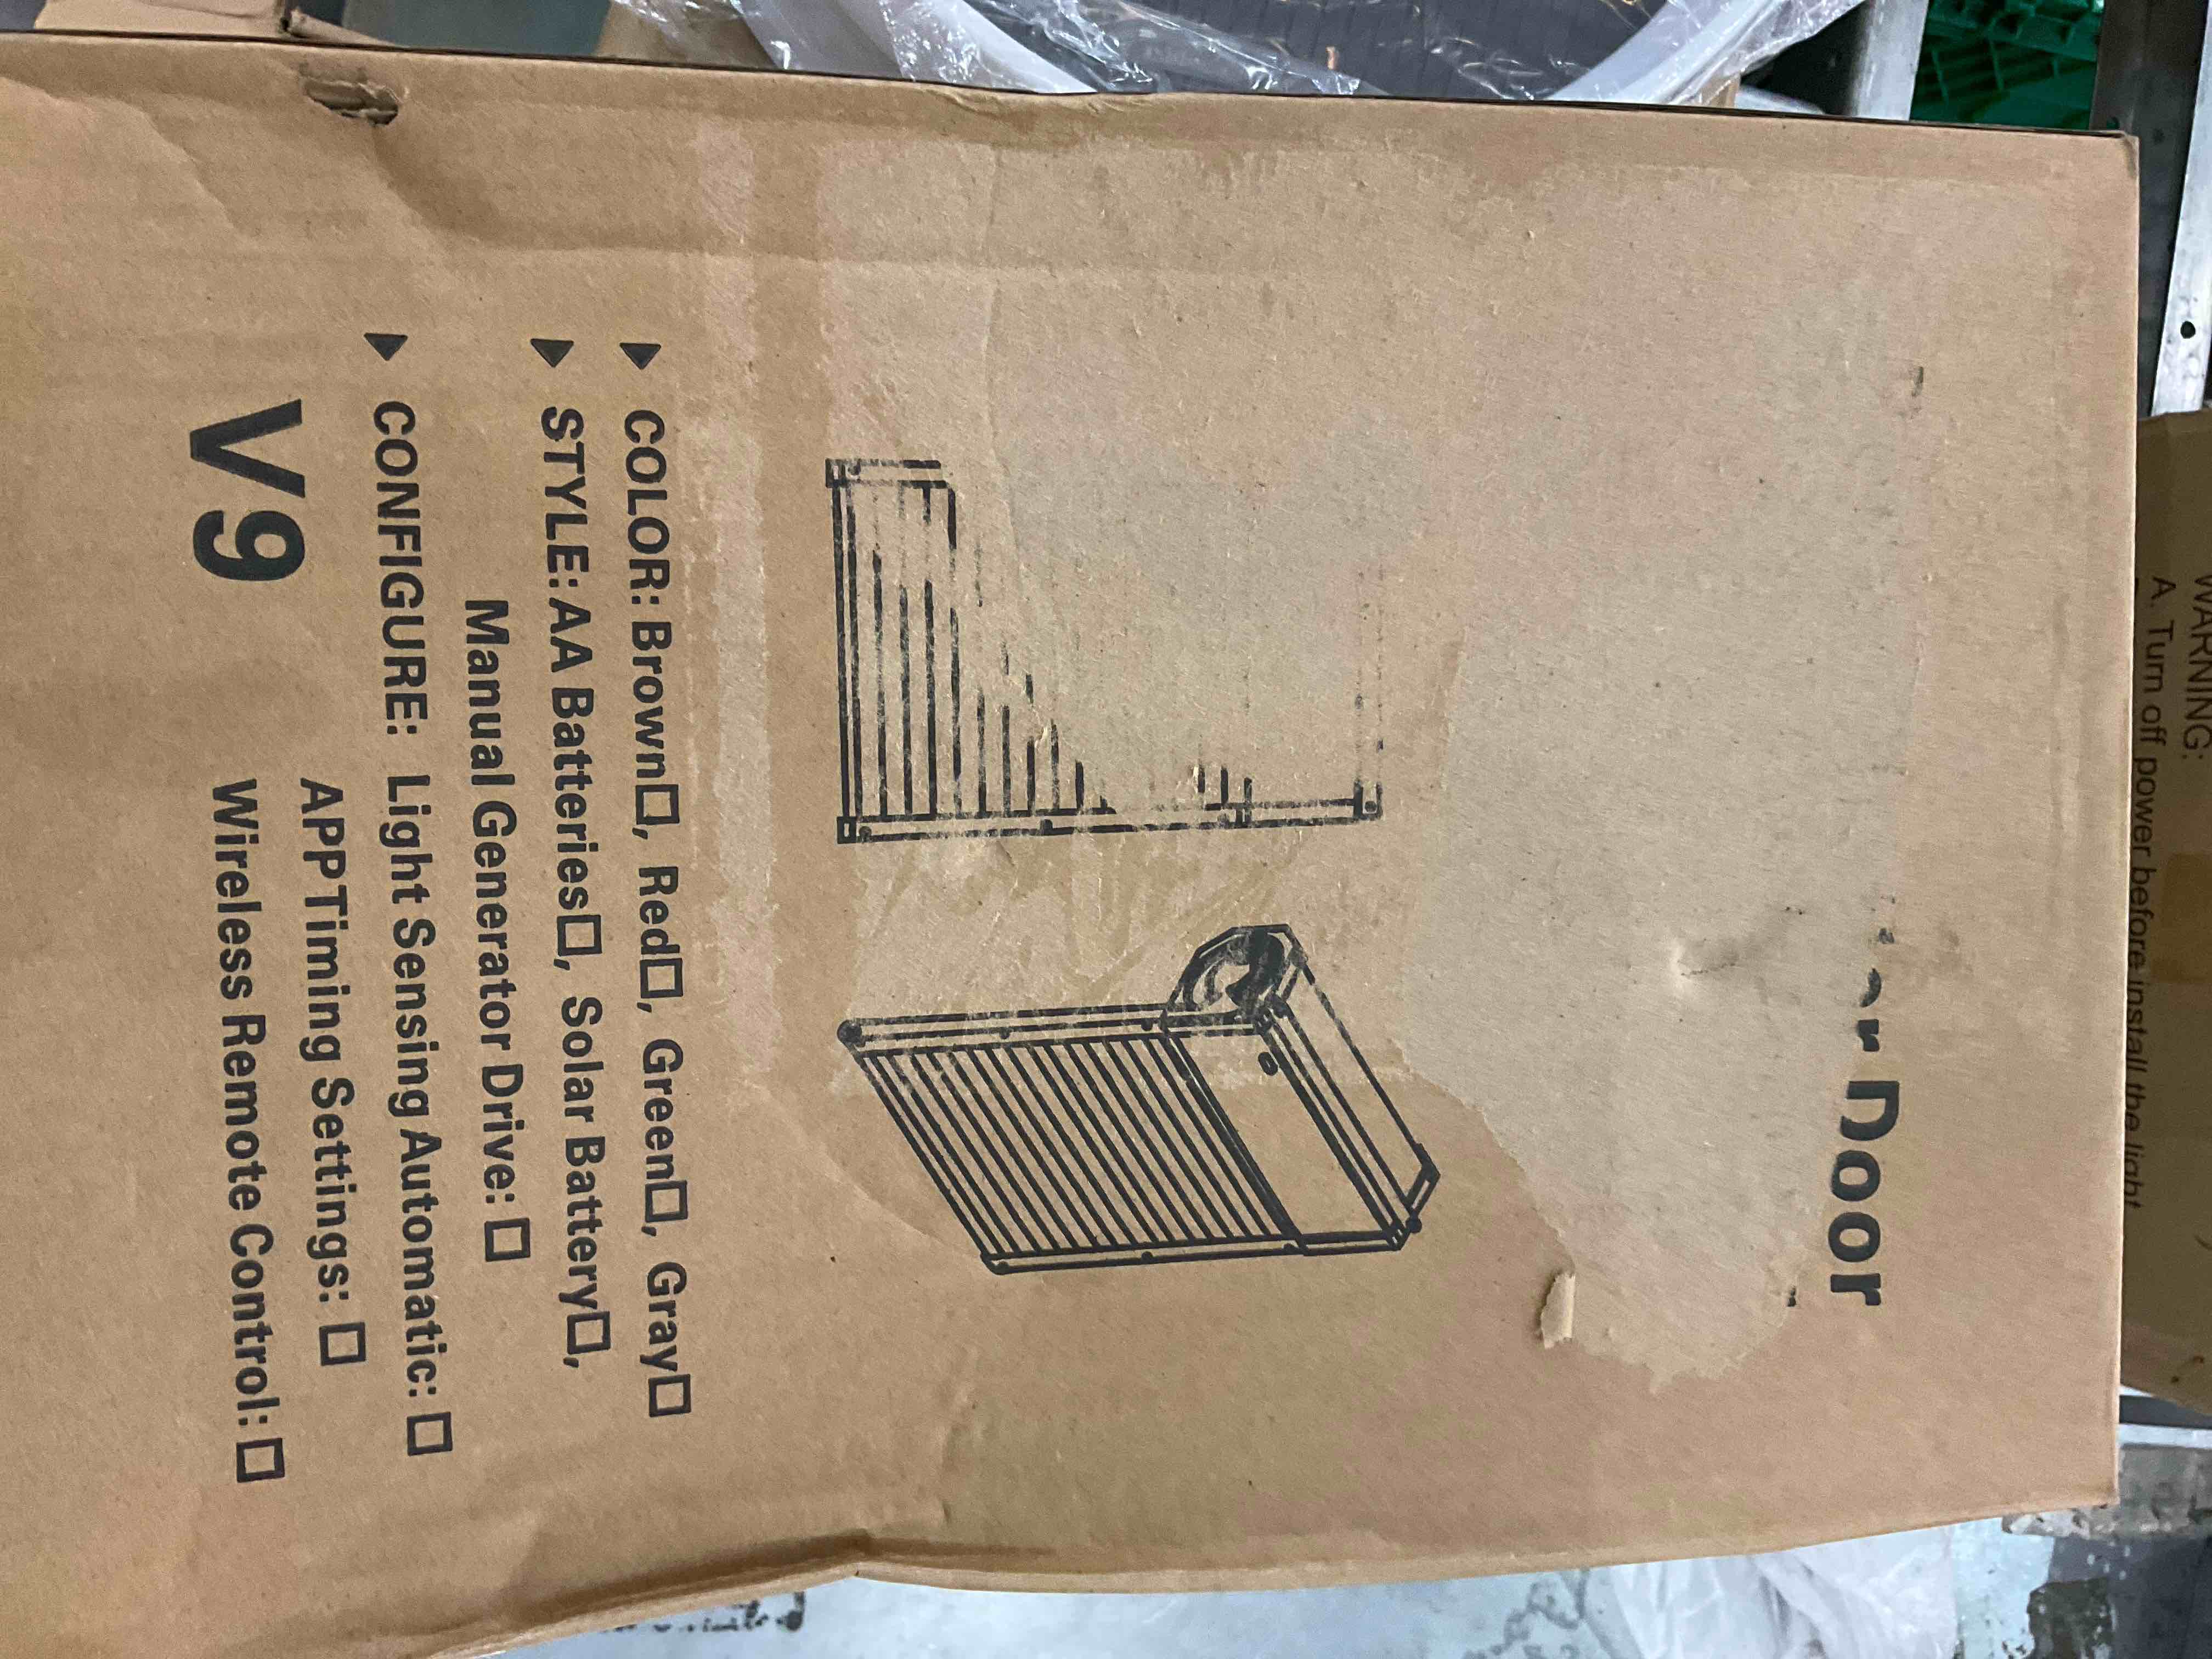 Door
▶ COLOR: Brown□, Red□, Green□, Gray□
▶ STYLE: AA Batteries□, Solar Battery□,
Manual Generator Drive: □
▶ CONFIGURE: Light Sensing Automatic: □
APP Timing Settings: □
V9 Wireless Remote Control: □
WARNING:
A. Turn off power before install the light